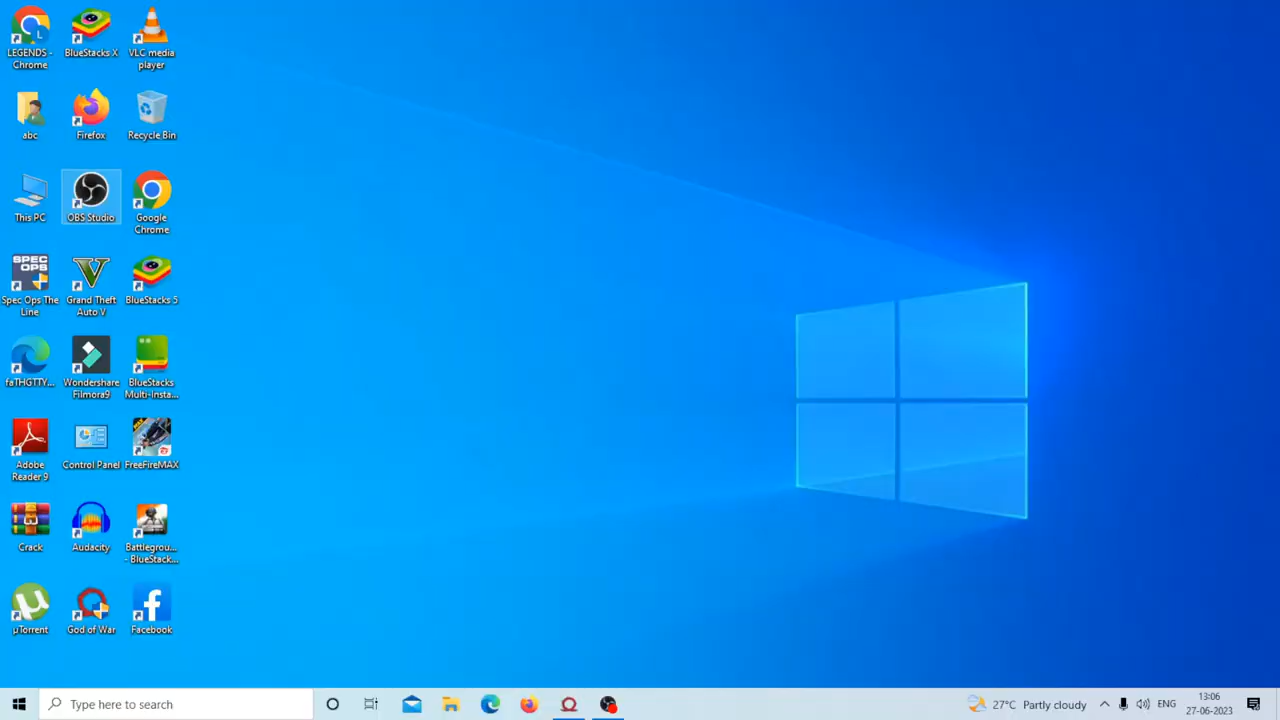 LEGENDS - Chrome
BlueStacks X
VLC media player
abc
Firefox
Recycle Bin
This PC
OBS Studio
Google Chrome
SPEC OPS
Spec Ops The Line
Grand Theft Auto V
BlueStacks 5
faTHGTTY...
Wondershare Filmora9
BlueStacks Multi-Insta...
Adobe Reader 9
Control Panel
FreeFireMAX
Crack
Audacity
Battlegrou... - BlueStack...
µTorrent
God of War
Facebook
Type here to search
27°C Partly cloudy
ENG
13:06
27-06-2023